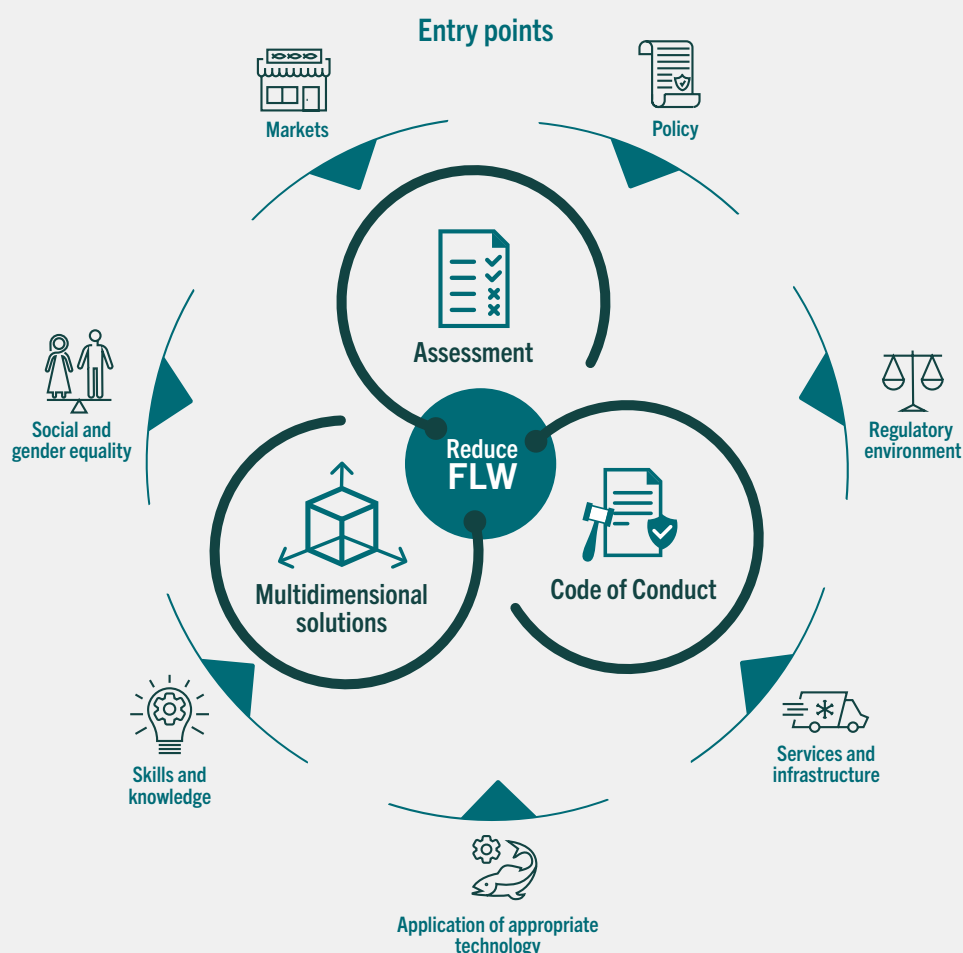 Entry points
Markets
Policy
Assessment
Social and
gender equality
Regulatory
environment
Reduce
FLW
Multidimensional
solutions
Code of Conduct
Skills and
knowledge
Services and
infrastructure
Application of appropriate
technology